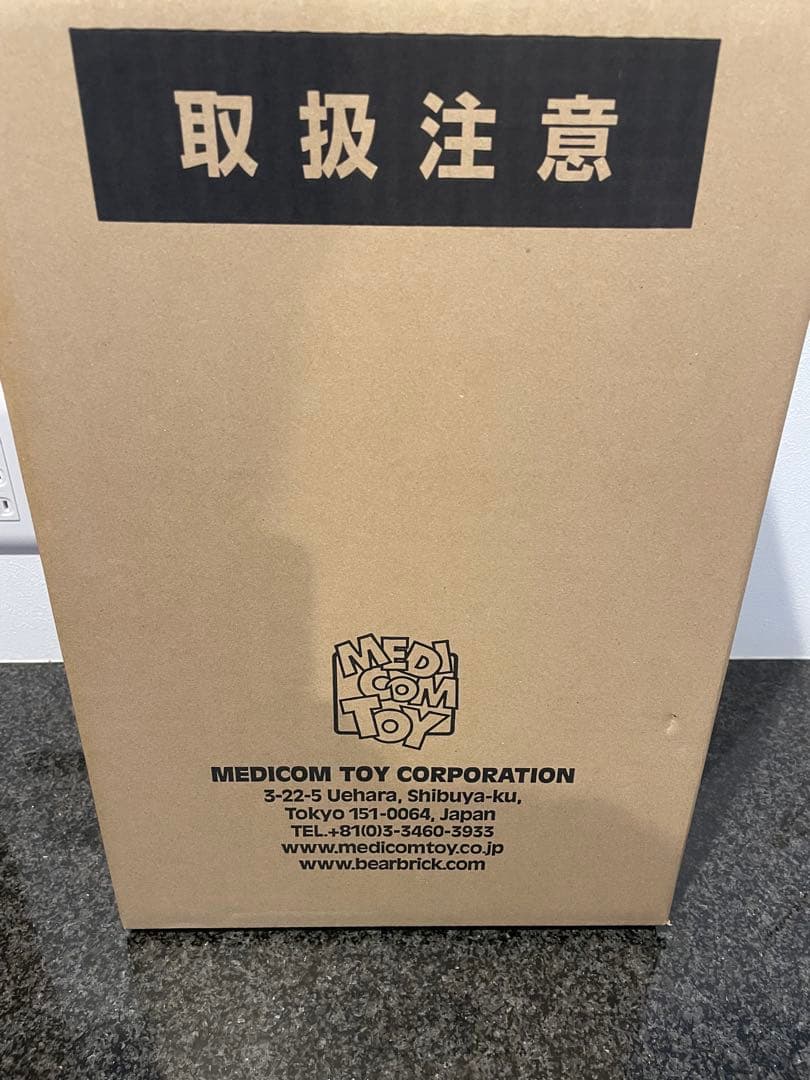 取扱注意
MEDI
COM
TOY
MEDICOM TOY CORPORATION
3-22-5 Uehara, Shibuya-ku,
Tokyo 151-0064, Japan
TEL.+81(0)3-3460-3933
www.medicomtoy.co.jp
www.bearbrick.com